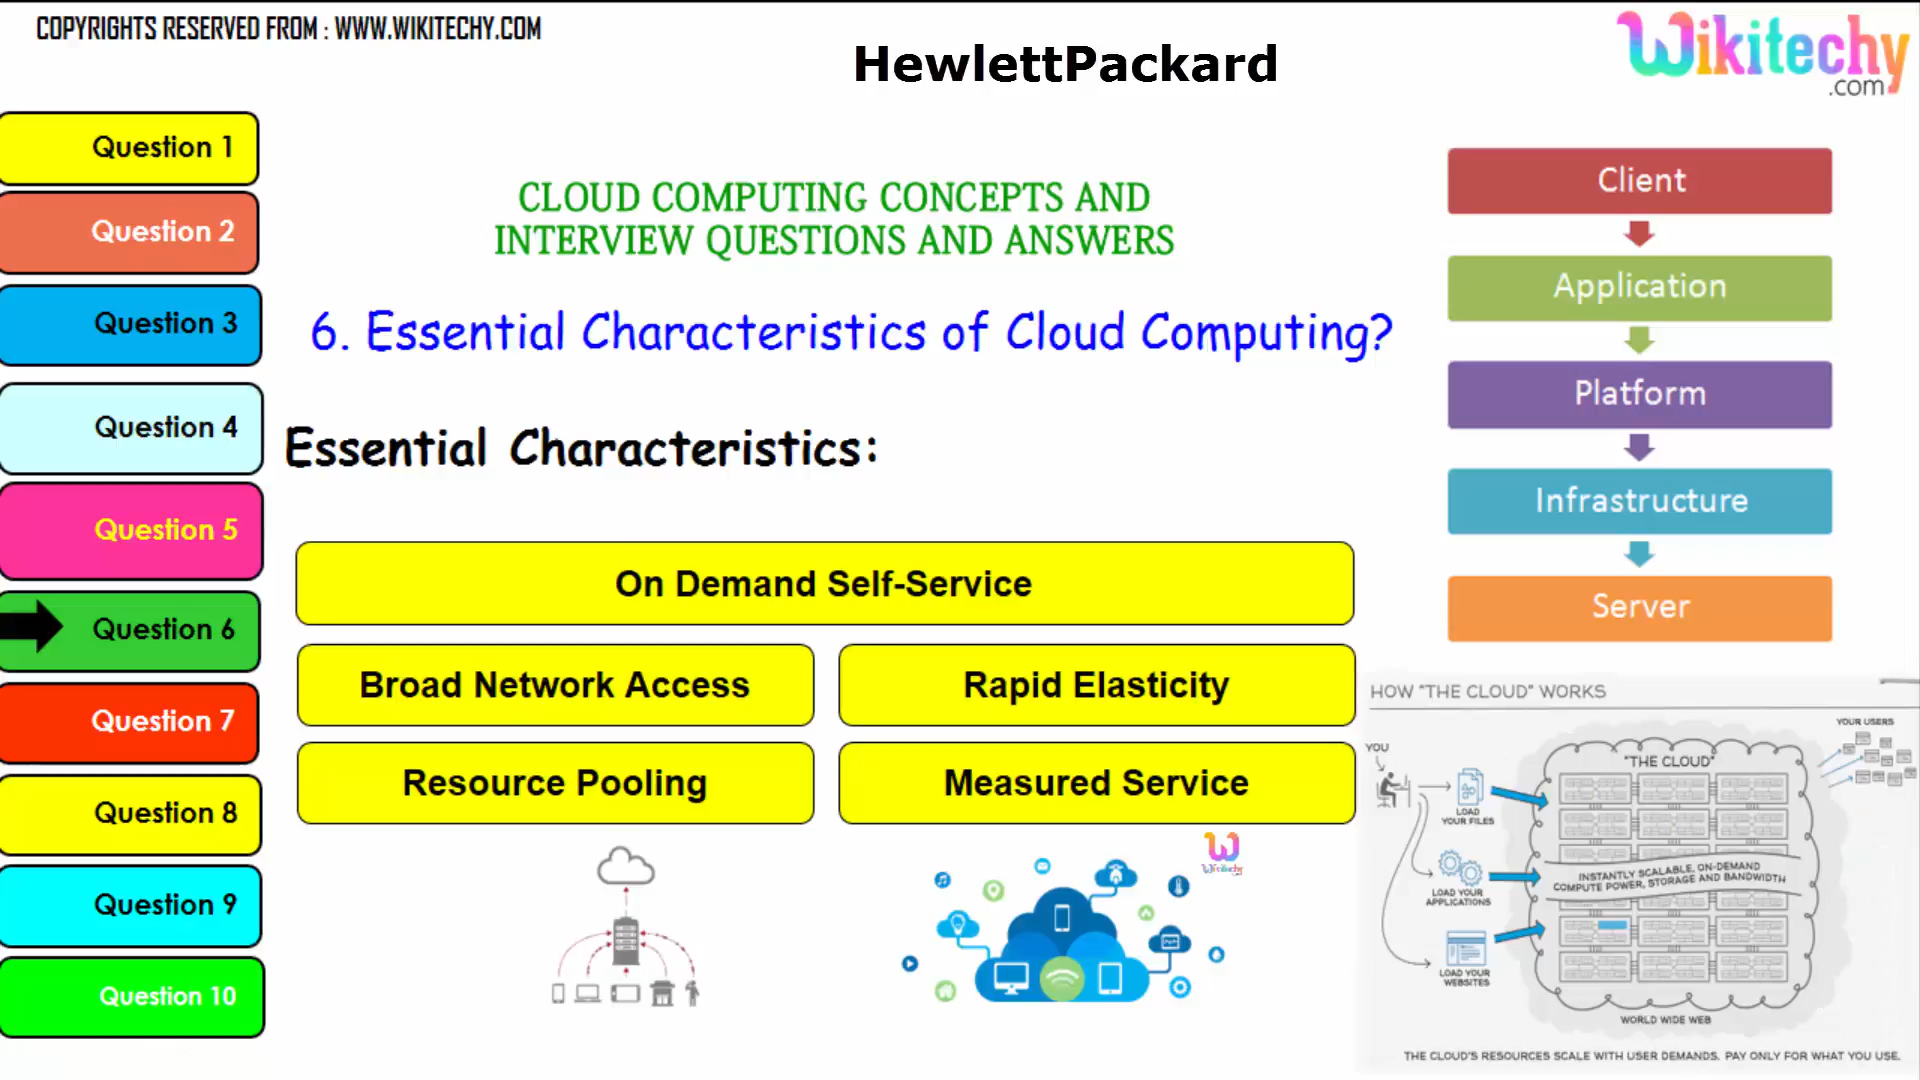 COPYRIGHTS RESERVED FROM : WWW.WIKITECHY.COM
HewlettPackard
Wikitechy
.com
Question 1
Question 2
Question 3
Question 4
Question 5
Question 6
Question 7
Question 8
Question 9
Question 10
CLOUD COMPUTING CONCEPTS AND
INTERVIEW QUESTIONS AND ANSWERS
6. Essential Characteristics of Cloud Computing?
Essential Characteristics:
On Demand Self-Service
Broad Network Access
Rapid Elasticity
Resource Pooling
Measured Service
Wikitechy
Client
Application
Platform
Infrastructure
Server
HOW "THE CLOUD" WORKS
YOUR USERS
YOU
"THE CLOUD"
LOAD
YOUR FILES
INSTANTLY SCALABLE, ON-DEMAND
COMPUTE POWER, STORAGE AND BANDWIDTH
LOAD YOUR
APPLICATIONS
LOAD YOUR
WEBSITES
WORLD WIDE WEB
THE CLOUD'S RESOURCES SCALE WITH USER DEMANDS. PAY ONLY FOR WHAT YOU USE.